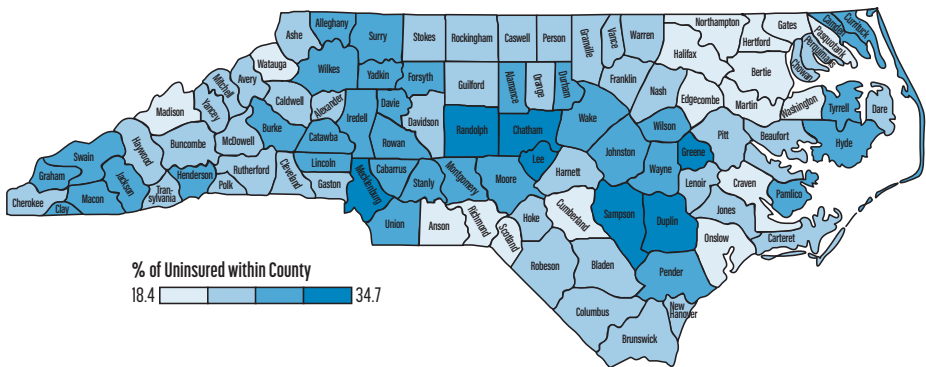 Ashe
Alleghany
Surry
Stokes
Rockingham
Caswell
Person
Granville
Vance
Warren
Northampton
Gates
Camden
Currituck
Pasquotank
Perquimans
Chowan
Hertford
Halifax
Bertie
Watauga
Wilkes
Yadkin
Forsyth
Guilford
Alamance
Orange
Durham
Franklin
Nash
Edgecombe
Martin
Washington
Tyrrell
Dare
Mitchell
Avery
Caldwell
Alexander
Iredell
Davie
Davidson
Randolph
Chatham
Wake
Wilson
Pitt
Beaufort
Hyde
Madison
Yancey
McDowell
Burke
Catawba
Rowan
Lee
Johnston
Greene
Wayne
Swain
Haywood
Buncombe
Rutherford
Lincoln
Cabarrus
Stanly
Montgomery
Moore
Harnett
Lenoir
Craven
Pamlico
Graham
Jackson
Henderson
Polk
Cleveland
Gaston
Mecklenburg
Cherokee
Clay
Macon
Tran-
sylvania
Union
Anson
Richmond
Scotland
Hoke
Cumberland
Sampson
Duplin
Jones
Carteret
Onslow
Robeson
Bladen
Pender
Columbus
New
Hanover
Brunswick
% of Uninsured within County
18.4
34.7